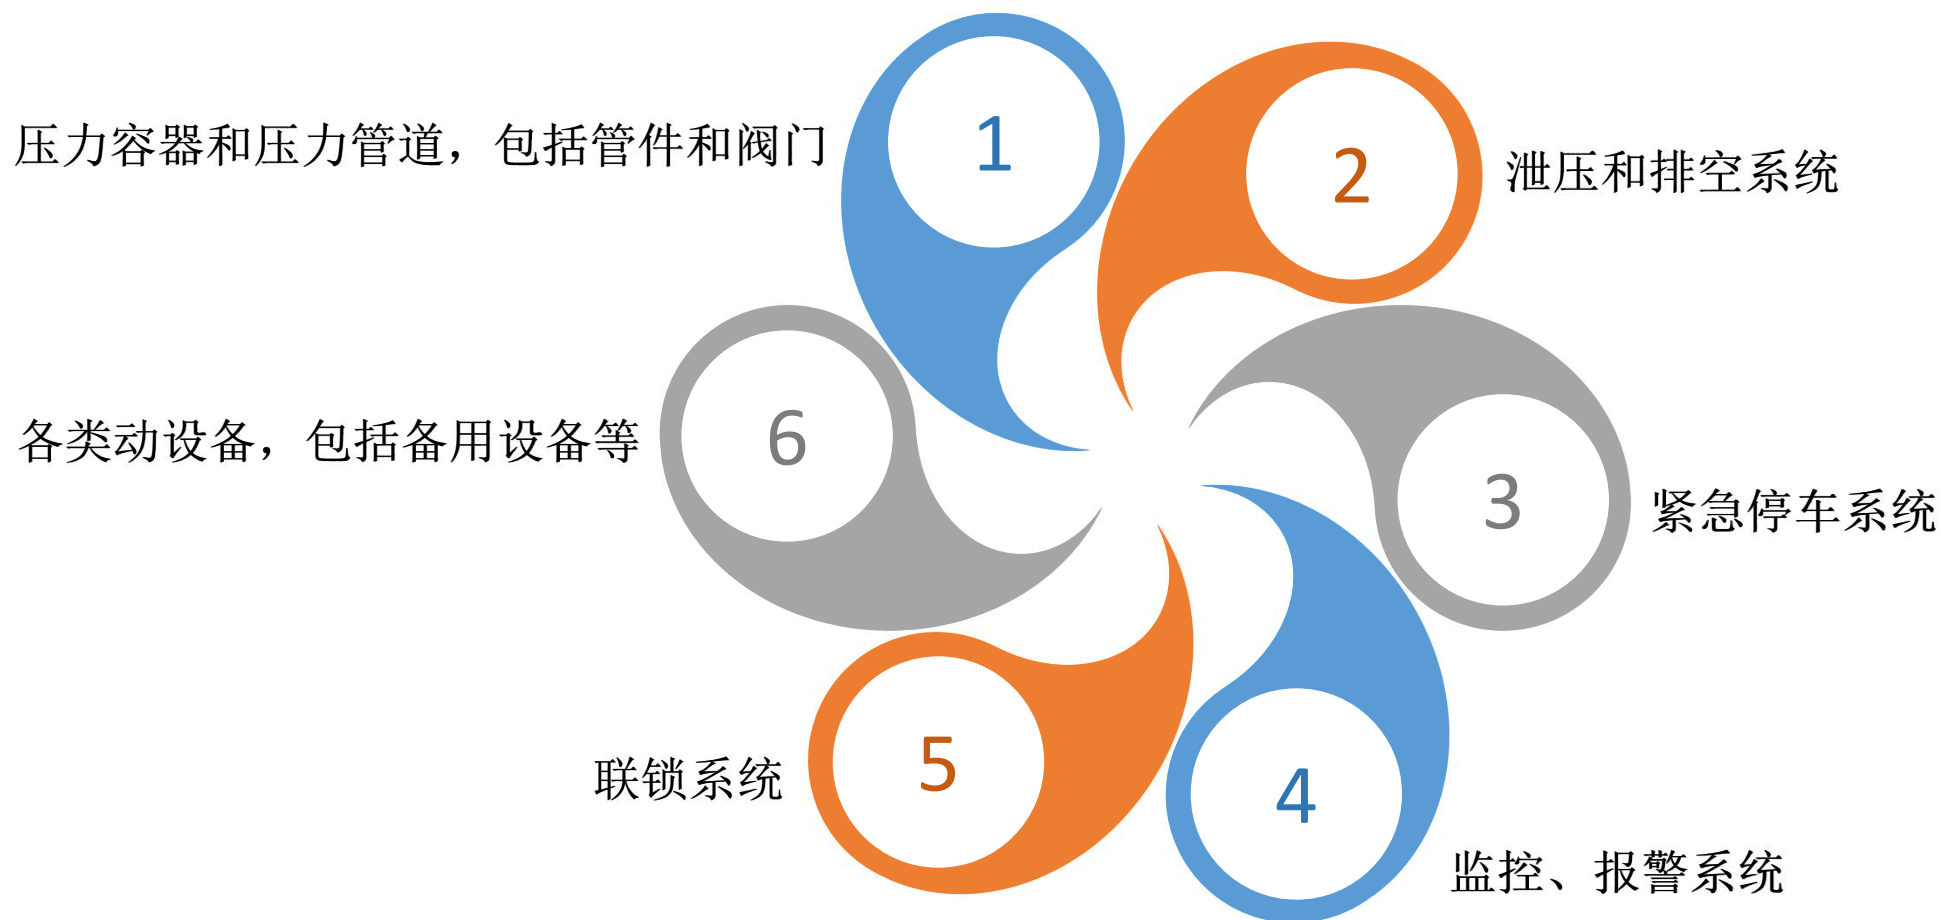 1
压力容器和压力管道，包括管件和阀门
2
泄压和排空系统
3
紧急停车系统
4
监控、报警系统
5
联锁系统
6
各类动设备，包括备用设备等